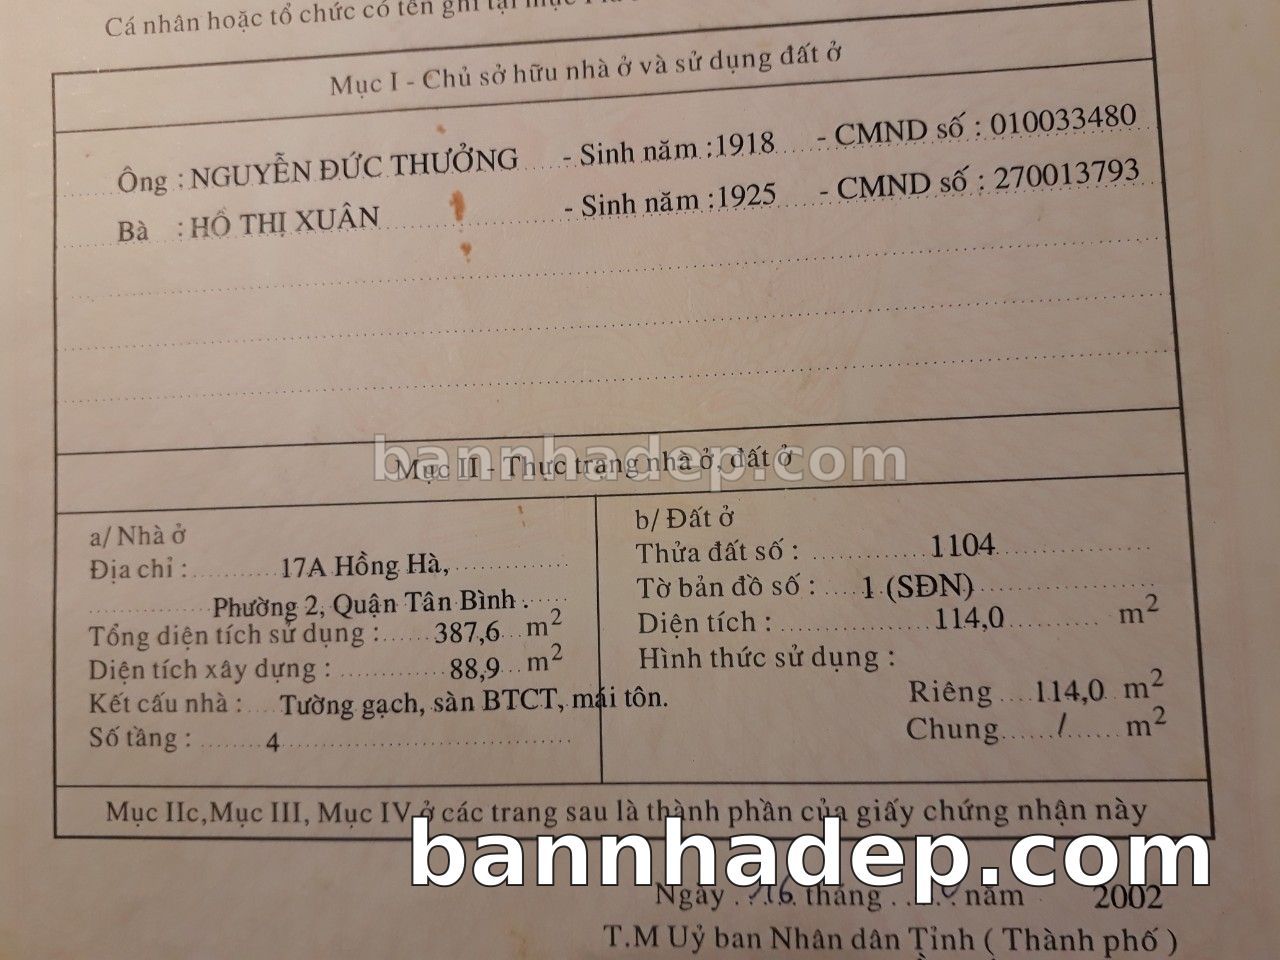 Cá nhân hoặc tổ chức có tên ghi tại mục I
Mục I - Chủ sở hữu nhà ở và sử dụng đất ở
Ông : NGUYỄN ĐỨC THƯỞNG - Sinh năm :1918 - CMND số : 010033480
Bà : HỒ THỊ XUÂN - Sinh năm :1925 - CMND số : 270013793
bannhadep.com
Mục II - Thực trạng nhà ở, đất ở
a/ Nhà ở
Địa chỉ : 17A Hồng Hà,
Phường 2, Quận Tân Bình .
Tổng diện tích sử dụng : 387,6 m2
Diện tích xây dựng : 88,9 m2
Kết cấu nhà : Tường gạch, sàn BTCT, mái tôn.
Số tầng : 4
b/ Đất ở
Thửa đất số : 1104
Tờ bản đồ số : 1 (SĐN)
Diện tích : 114,0 m2
Hình thức sử dụng :
Riêng 114,0 m2
Chung / m2
Mục IIc,Mục III, Mục IV ở các trang sau là thành phần của giấy chứng nhận này
bannhadep.com
Ngày tháng năm 2002
T.M Uỷ ban Nhân dân Tỉnh ( Thành phố )